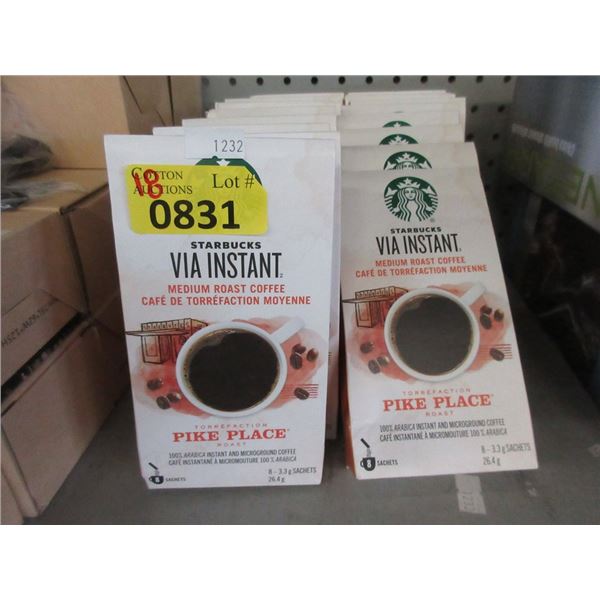 1232
18
COTTON AUCTIONS
Lot #
0831
STARBUCKS
VIA INSTANT
MEDIUM ROAST COFFEE
CAFÉ DE TORRÉFACTION MOYENNE
TORRÉFACTION
PIKE PLACE
ROAST
100% ARABICA INSTANT AND MICROGROUND COFFEE
CAFÉ INSTANTANÉ À MICROMOUTURE 100% ARABICA
8 SACHETS
8 – 3.3 g SACHETS
26.4 g
STARBUCKS
VIA INSTANT
MEDIUM ROAST COFFEE
CAFÉ DE TORRÉFACTION MOYENNE
TORRÉFACTION
PIKE PLACE
ROAST
100% ARABICA INSTANT AND MICROGROUND COFFEE
CAFÉ INSTANTANÉ À MICROMOUTURE 100% ARABICA
8 SACHETS
8 – 3.3 g SACHETS
26.4 g